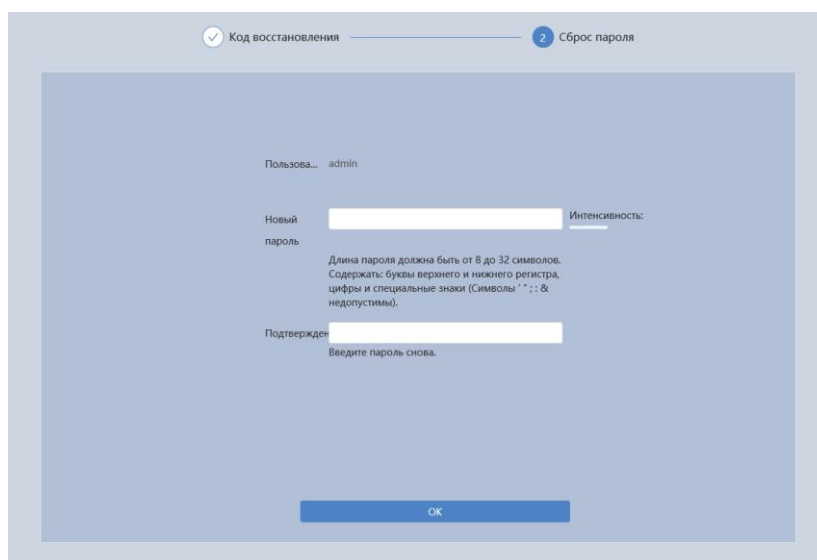 Код восстановления
2 Сброс пароля
Пользова... admin
Новый пароль
Интенсивность:
Длина пароля должна быть от 8 до 32 символов.
Содержать: буквы верхнего и нижнего регистра,
цифры и специальные знаки (Символы ' " ; : &
недопустимы).
Подтвержден
Введите пароль снова.
OK